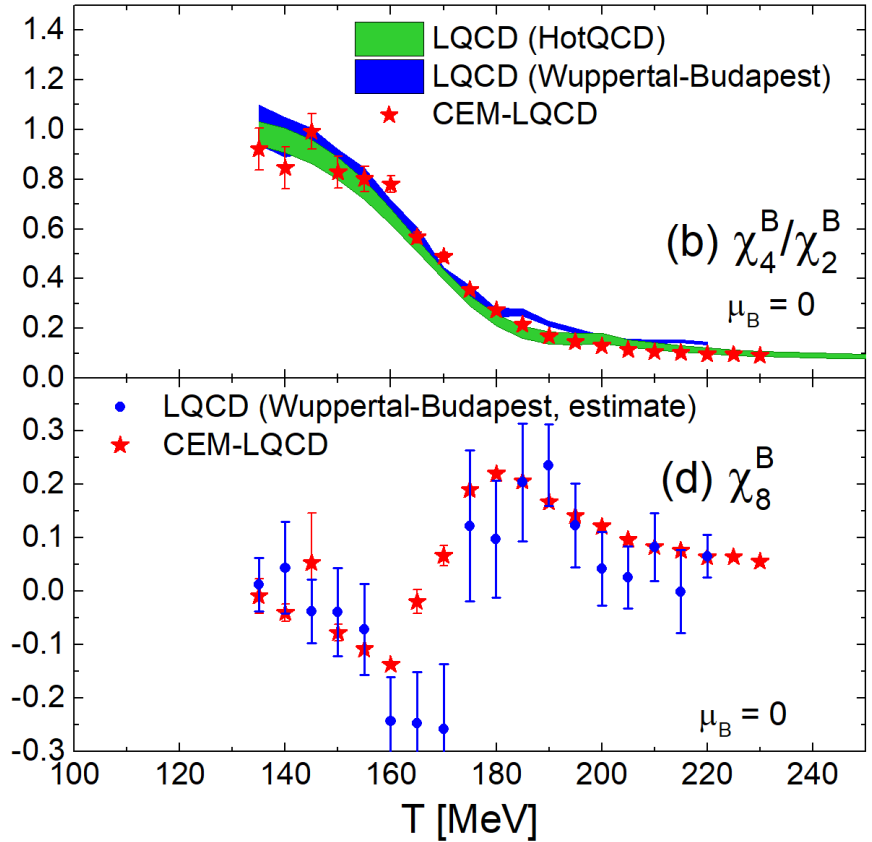 1.4
1.2
1.0
0.8
0.6
0.4
0.2
0.0
LQCD (HotQCD)
LQCD (Wuppertal-Budapest)
CEM-LQCD
(b) χ₄ᴮ/χ₂ᴮ
μ_B = 0
0.3
0.2
0.1
0.0
-0.1
-0.2
-0.3
LQCD (Wuppertal-Budapest, estimate)
CEM-LQCD
(d) χ₈ᴮ
μ_B = 0
100 120 140 160 180 200 220 240
T [MeV]